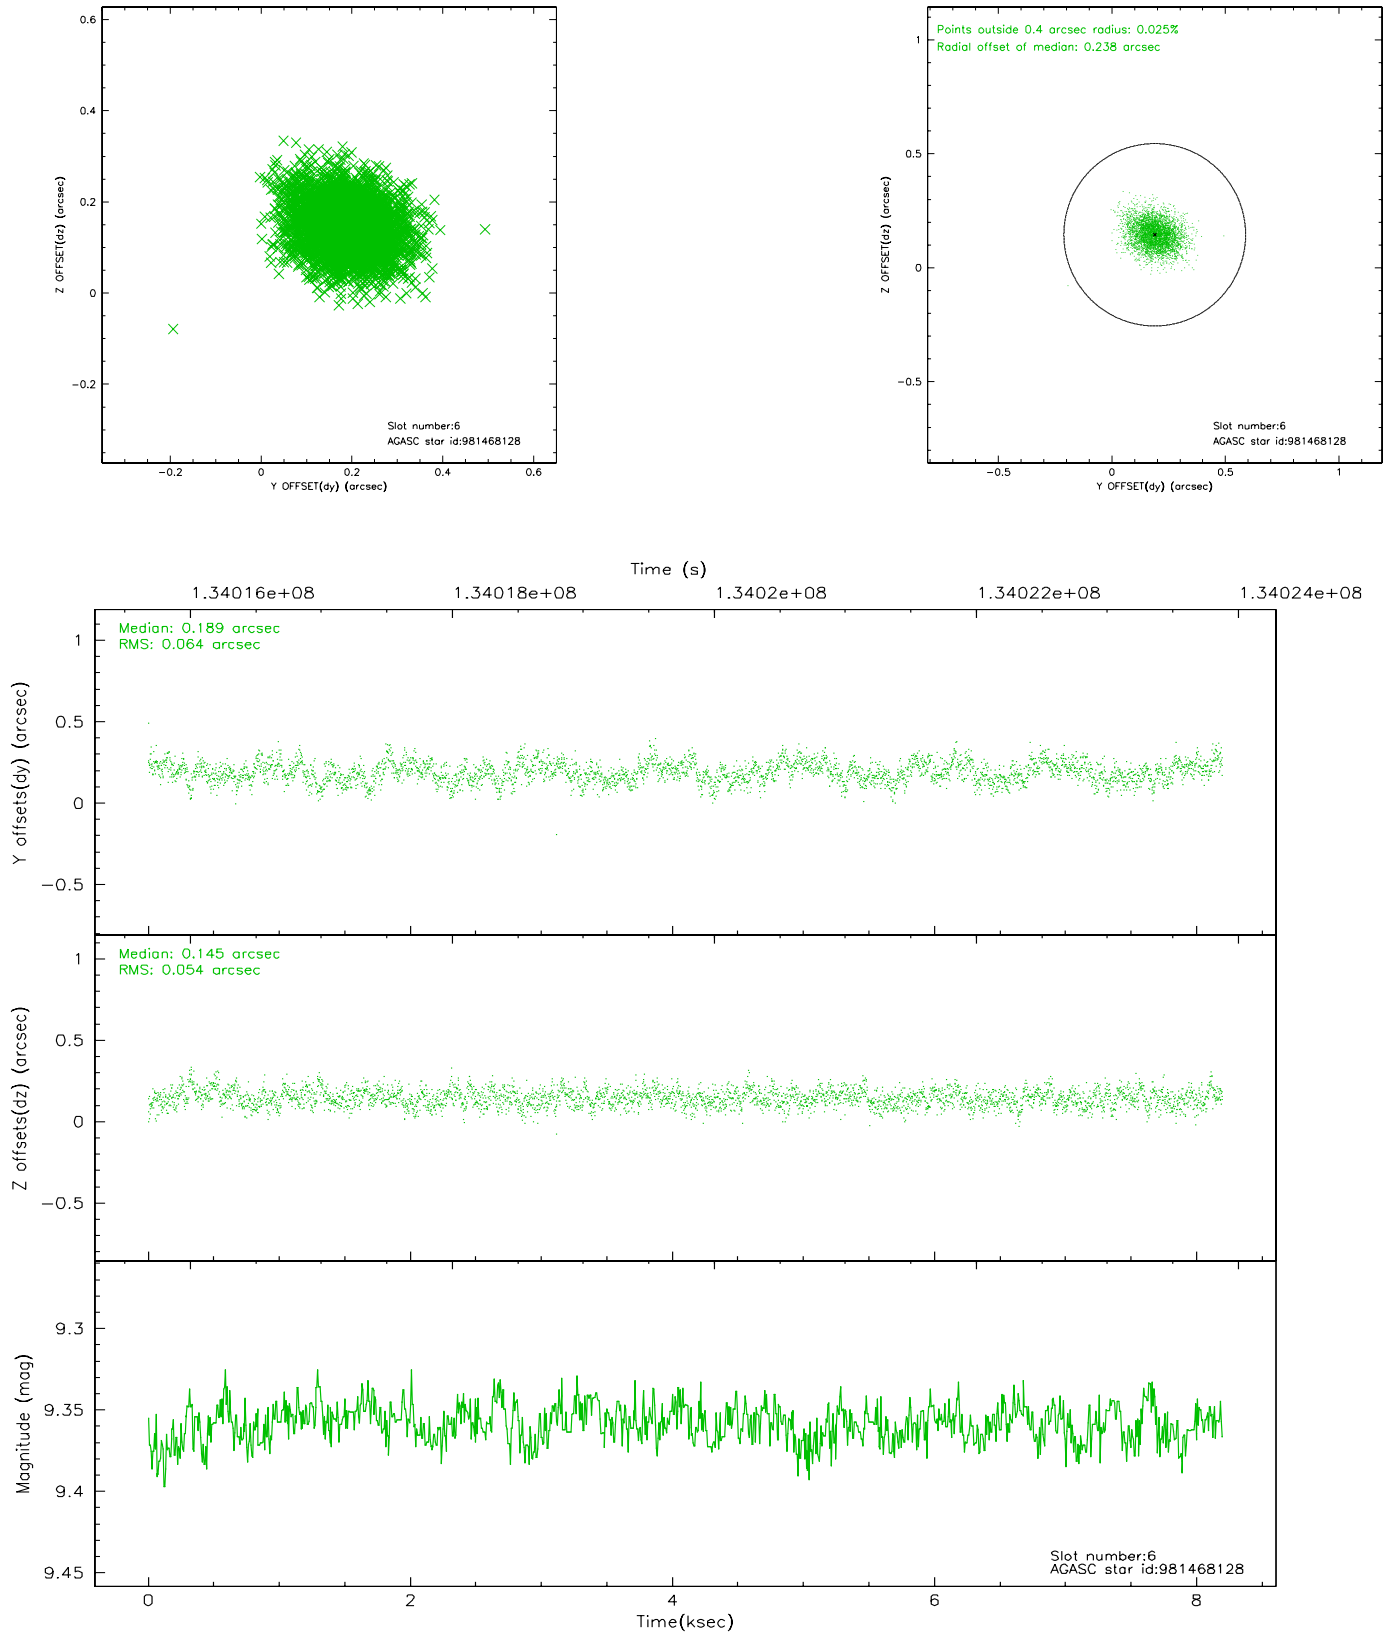 0.6
0.4
0.2
0
−0.2
Z OFFSET(dz) (arcsec)
Slot number:6
AGASC star id:981468128
−0.2 0 0.2 0.4 0.6
Y OFFSET(dy) (arcsec)
Points outside 0.4 arcsec radius: 0.025%
Radial offset of median: 0.238 arcsec
1
0.5
0
−0.5
Z OFFSET(dz) (arcsec)
Slot number:6
AGASC star id:981468128
−0.5 0 0.5 1
Y OFFSET(dy) (arcsec)
Time (s)
1.34016e+08 1.34018e+08 1.3402e+08 1.34022e+08 1.34024e+08
Median: 0.189 arcsec
RMS: 0.064 arcsec
1
0.5
0
−0.5
Y offsets(dy) (arcsec)
Median: 0.145 arcsec
RMS: 0.054 arcsec
1
0.5
0
−0.5
Z offsets(dz) (arcsec)
9.3
9.35
9.4
9.45
Magnitude (mag)
Slot number:6
AGASC star id:981468128
0 2 4 6 8
Time(ksec)